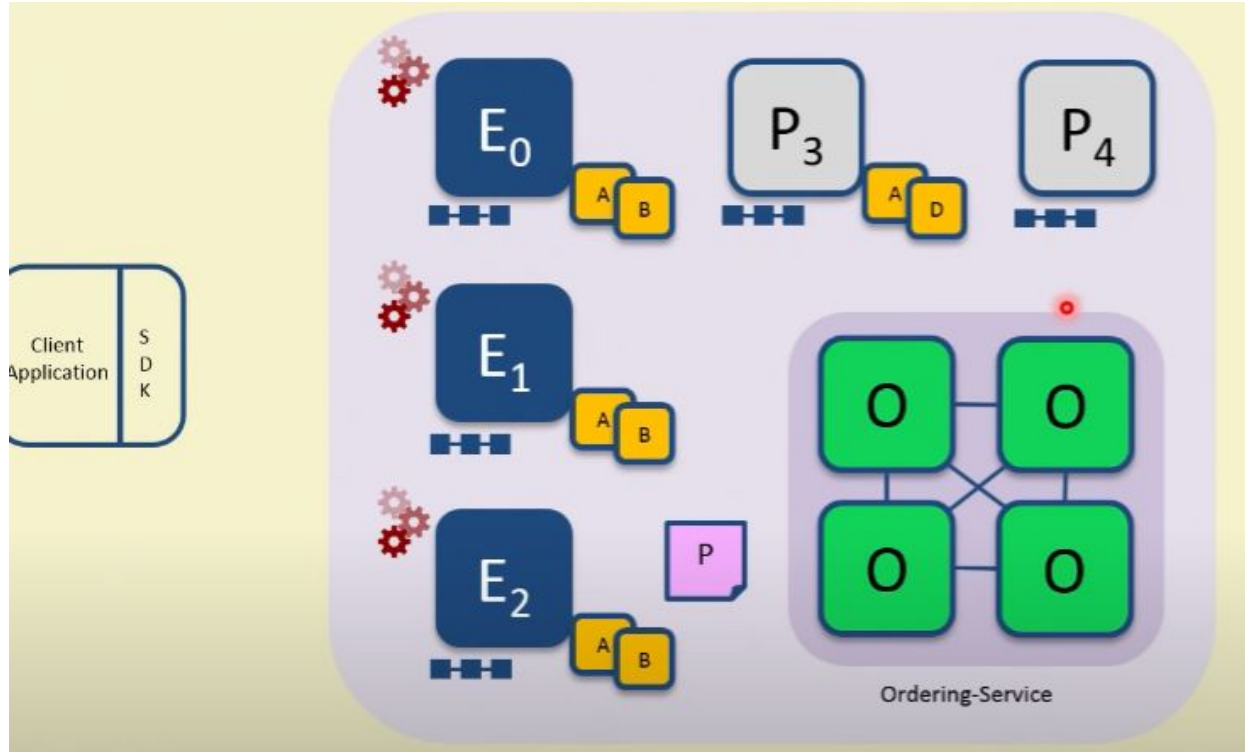 E0
A
B
P3
A
D
P4
Client
Application
S
D
K
E1
A
B
O
O
E2
A
B
P
O
O
Ordering-Service